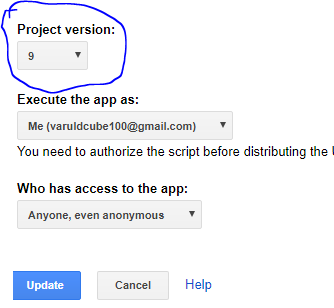 Project version:
9
Execute the app as:
Me (varuldcube100@gmail.com)
You need to authorize the script before distributing the
Who has access to the app:
Anyone, even anonymous
Update Cancel Help